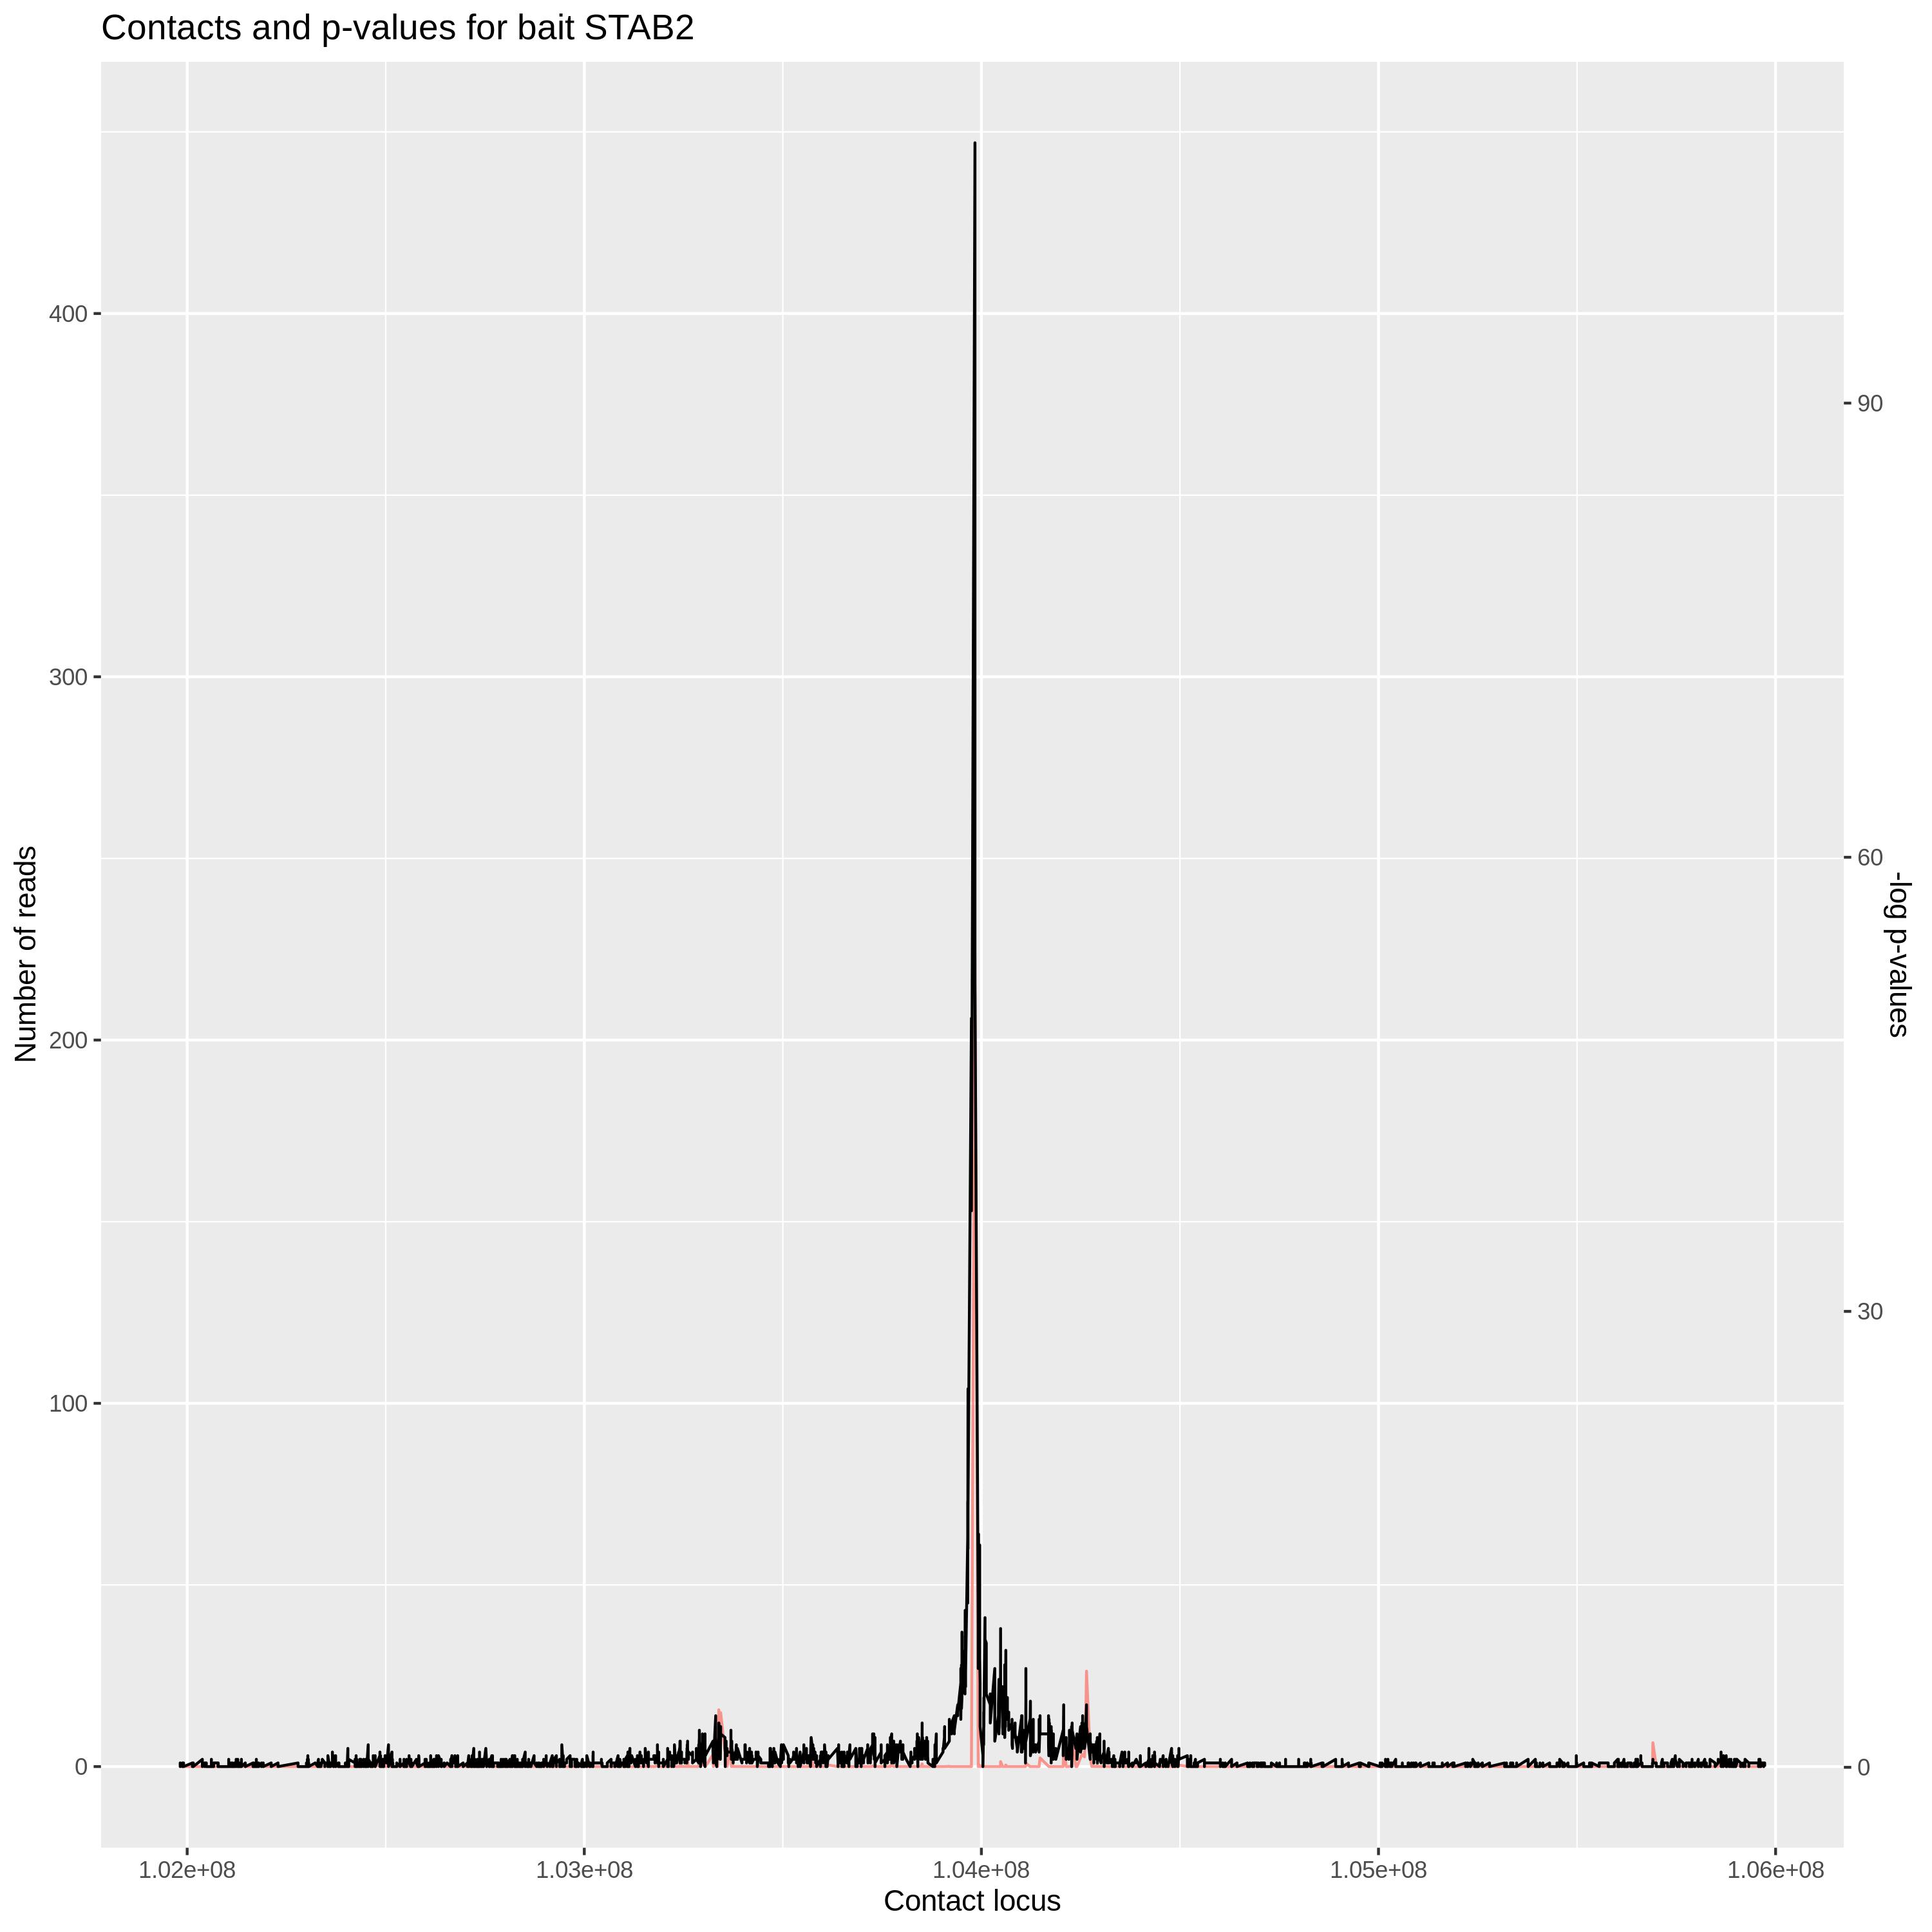 Contacts and p-values for bait STAB2
400
300
200
100
0
Number of reads
90
60
30
0
-log p-values
1.02e+08
1.03e+08
1.04e+08
1.05e+08
1.06e+08
Contact locus